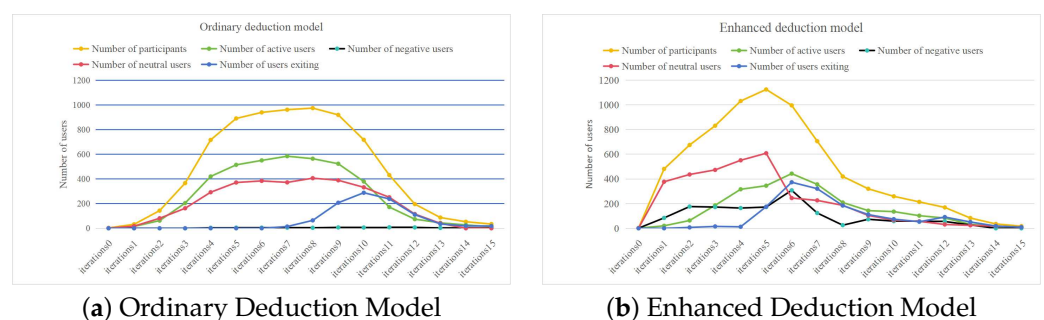 Ordinary deduction model
Number of participants Number of active users Number of negative users
Number of neutral users Number of users exiting
1200
1000
800
600
400
200
0
Number of users
iterations0 iterations1 iterations2 iterations3 iterations4 iterations5 iterations6 iterations7 iterations8 iterations9 iterations10 iterations11 iterations12 iterations13 iterations14 iterations15
(a) Ordinary Deduction Model
Enhanced deduction model
Number of participants Number of active users Number of negative users
Number of neutral users Number of users exiting
1200
1000
800
600
400
200
0
Number of users
iterations0 iterations1 iterations2 iterations3 iterations4 iterations5 iterations6 iterations7 iterations8 iterations9 iterations10 iterations11 iterations12 iterations13 iterations14 iterations15
(b) Enhanced Deduction Model